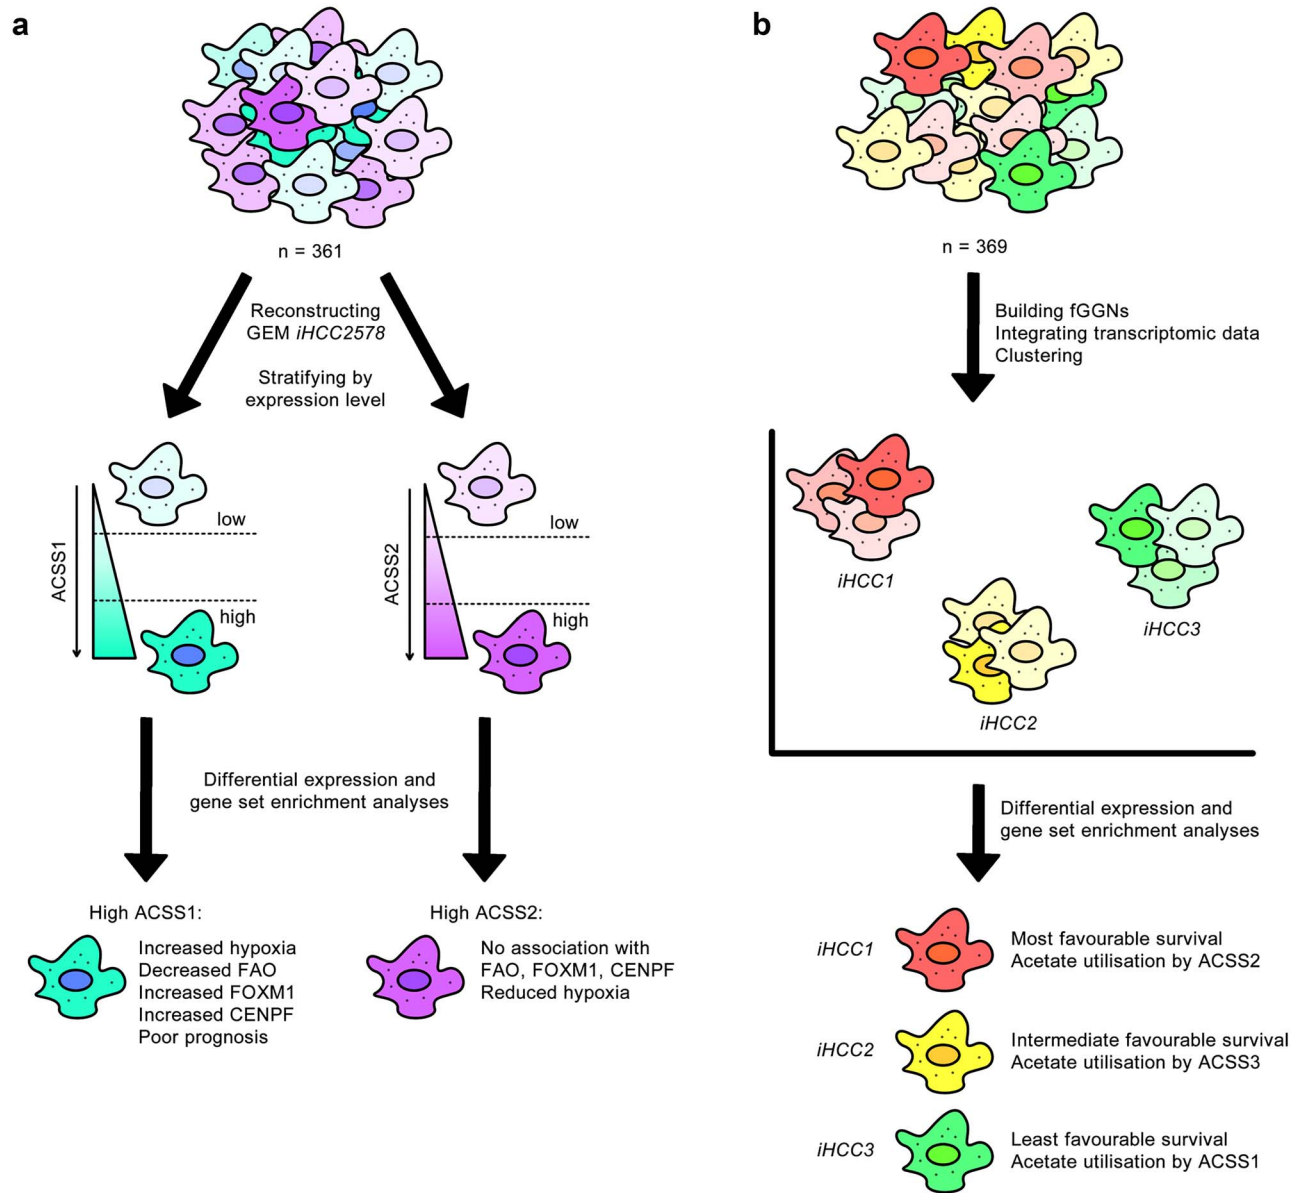 a
n = 361
Reconstructing
GEM iHCC2578
Stratifying by
expression level
ACSS1
low
high
ACSS2
low
high
Differential expression and
gene set enrichment analyses
High ACSS1:
Increased hypoxia
Decreased FAO
Increased FOXM1
Increased CENPF
Poor prognosis
High ACSS2:
No association with
FAO, FOXM1, CENPF
Reduced hypoxia
b
n = 369
Building fGGNs
Integrating transcriptomic data
Clustering
iHCC1
iHCC2
iHCC3
Differential expression and
gene set enrichment analyses
iHCC1
Most favourable survival
Acetate utilisation by ACSS2
iHCC2
Intermediate favourable survival
Acetate utilisation by ACSS3
iHCC3
Least favourable survival
Acetate utilisation by ACSS1